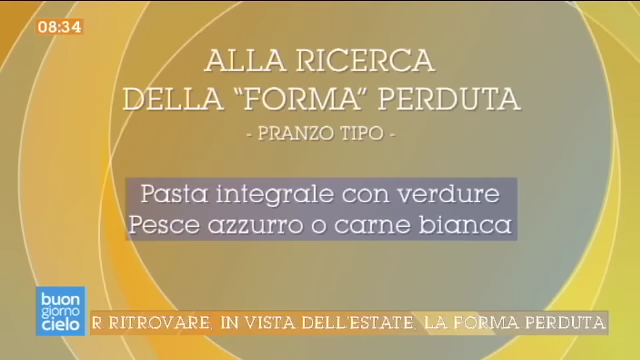 08:34
ALLA RICERCA
DELLA “FORMA” PERDUTA
- PRANZO TIPO -
Pasta integrale con verdure
Pesce azzurro o carne bianca
buon
giorno
cielo
R RITROVARE, IN VISTA DELL'ESTATE, LA FORMA PERDUTA